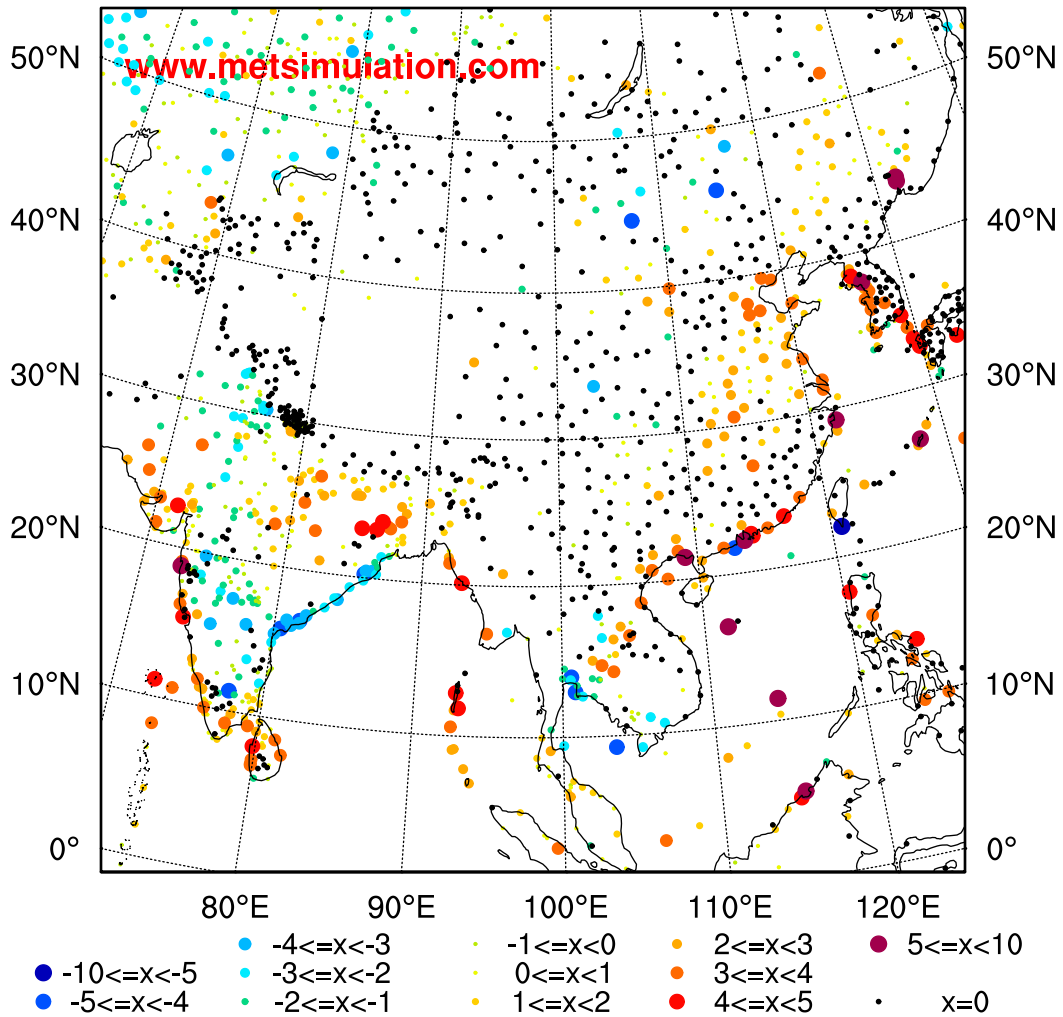 50°N 50°N
www.metsimulation.com
40°N 40°N
30°N 30°N
20°N 20°N
10°N 10°N
0° 0°
80°E 90°E 100°E 110°E 120°E
-4<=x<-3 -1<=x<0 2<=x<3 5<=x<10
-10<=x<-5 -3<=x<-2 0<=x<1 3<=x<4
-5<=x<-4 -2<=x<-1 1<=x<2 4<=x<5 x=0